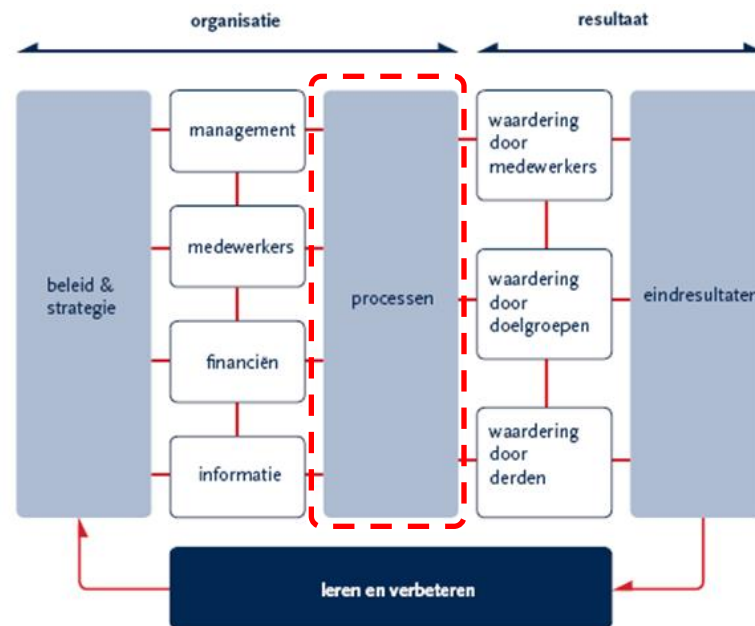 organisatie
resultaat
beleid &
strategie
management
medewerkers
financiën
informatie
processen
waardering
door
medewerkers
waardering
door
doelgroepen
waardering
door
derden
eindresultaten
leren en verbeteren